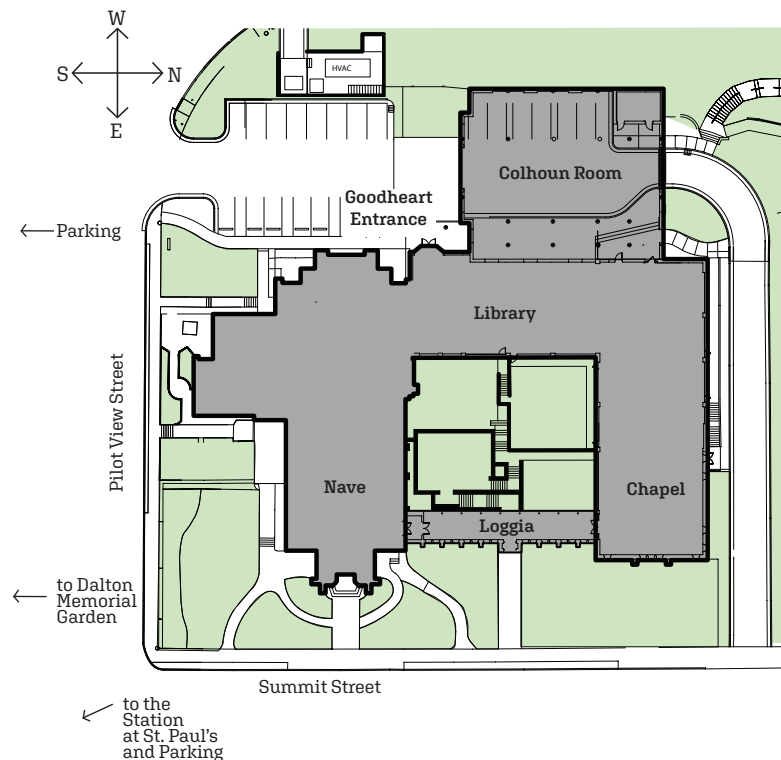 W
S
N
E
HVAC
Colhoun Room
Goodheart
Entrance
Parking
Library
Pilot View Street
Nave
Chapel
Loggia
to Dalton
Memorial
Garden
Summit Street
to the
Station
at St. Paul's
and Parking